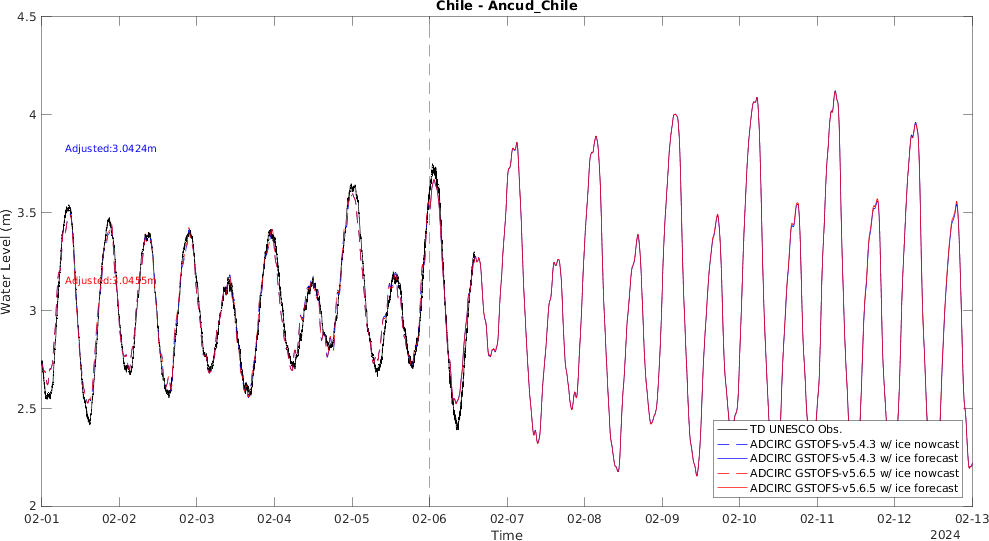 Chile - Ancud_Chile
Water Level (m)
4.5
4
3.5
3
2.5
2
Adjusted:3.0424m
Adjusted:3.0455m
TD UNESCO Obs.
ADCIRC GSTOFS-v5.4.3 w/ ice nowcast
ADCIRC GSTOFS-v5.4.3 w/ ice forecast
ADCIRC GSTOFS-v5.6.5 w/ ice nowcast
ADCIRC GSTOFS-v5.6.5 w/ ice forecast
02-01 02-02 02-03 02-04 02-05 02-06 02-07 02-08 02-09 02-10 02-11 02-12 02-13
Time
2024